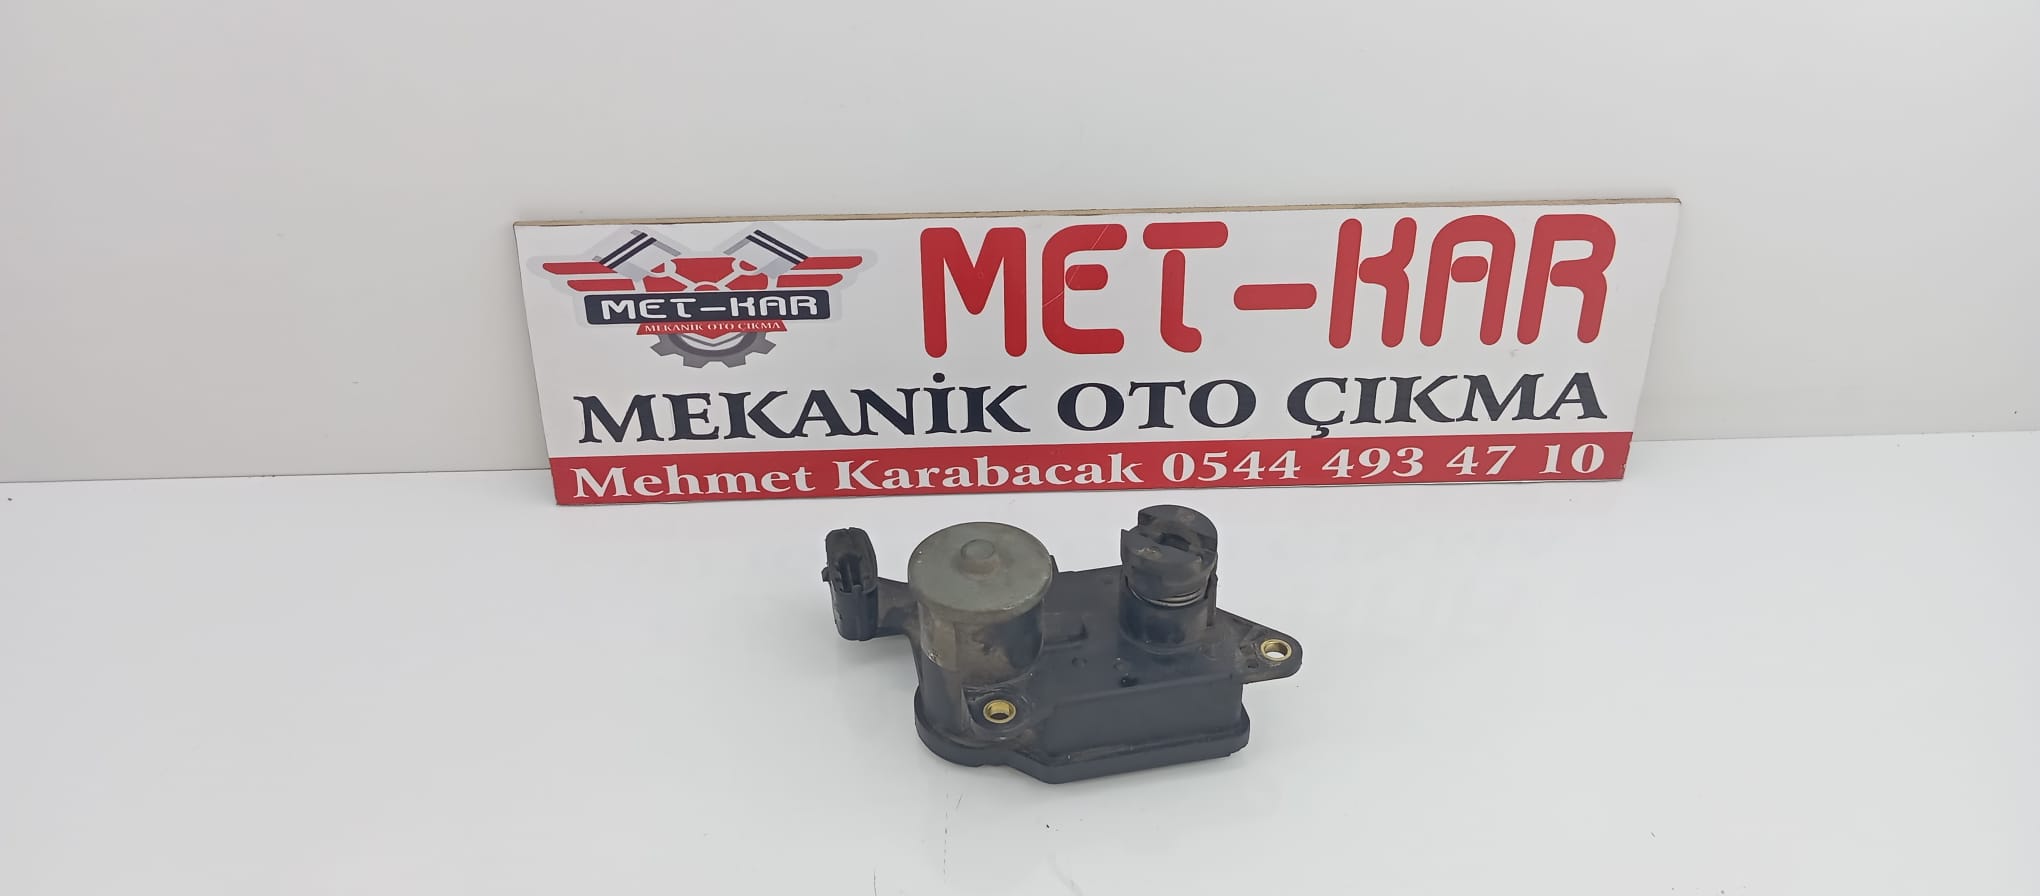 MET-KAR
MEKANİK OTO ÇIKMA
MET-KAR
MEKANİK OTO ÇIKMA
Mehmet Karabacak 0544 493 47 10